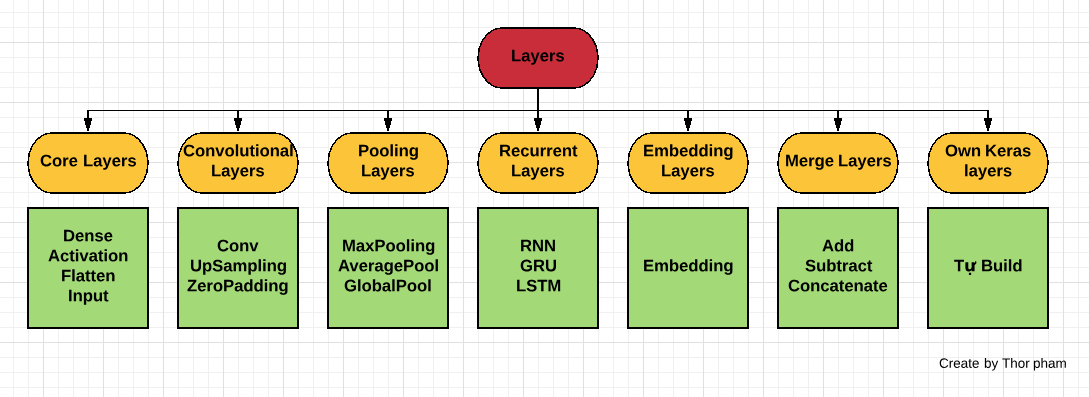 Layers
Core Layers
Convolutional
Layers
Pooling
Layers
Recurrent
Layers
Embedding
Layers
Merge Layers
Own Keras
layers
Dense
Activation
Flatten
Input
Conv
UpSampling
ZeroPadding
MaxPooling
AveragePool
GlobalPool
RNN
GRU
LSTM
Embedding
Add
Subtract
Concatenate
Tự Build
Create by Thor pham